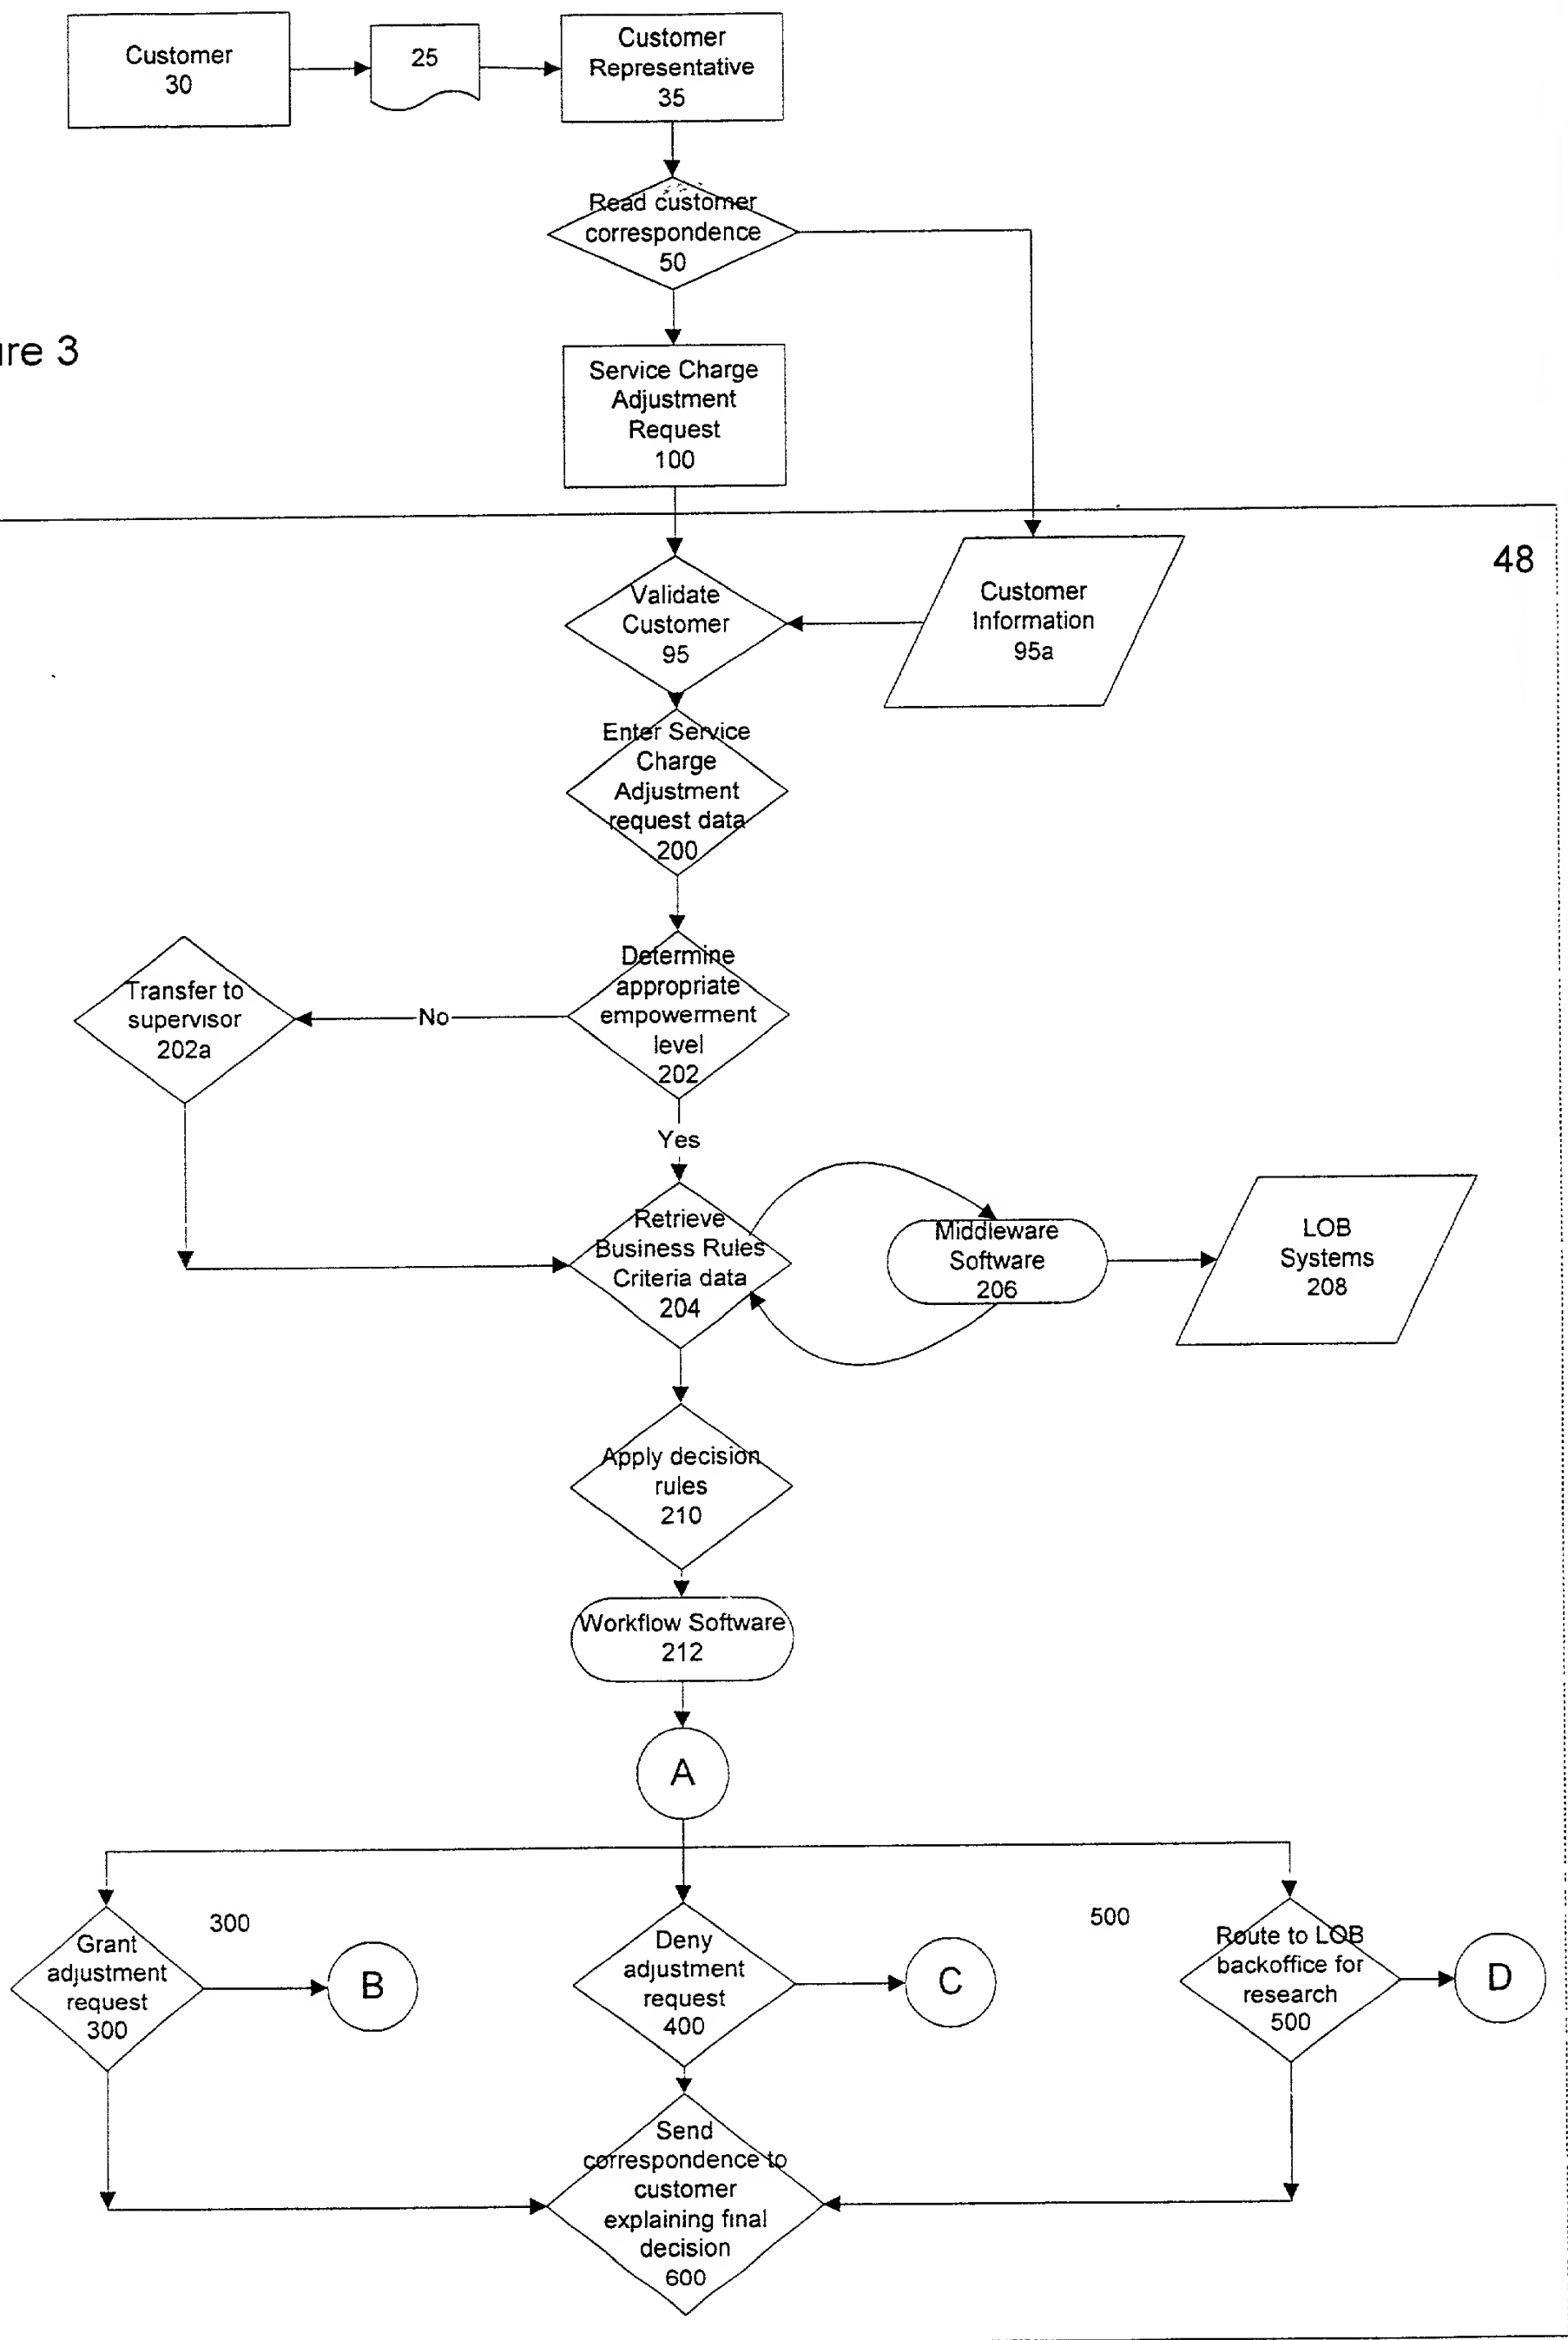 Customer
30
25
Customer
Representative
35
Read customer
correspondence
50
ure 3
Service Charge
Adjustment
Request
100
48
Validate
Customer
95
Customer
Information
95a
Enter Service
Charge
Adjustment
request data
200
Determine
appropriate
empowerment
level
202
No
Transfer to
supervisor
202a
Yes
Retrieve
Business Rules
Criteria data
204
Middleware
Software
206
LOB
Systems
208
Apply decision
rules
210
Workflow Software
212
A
300
Grant
adjustment
request
300
B
Deny
adjustment
request
400
C
500
Route to LOB
backoffice for
research
500
D
Send
correspondence to
customer
explaining final
decision
600